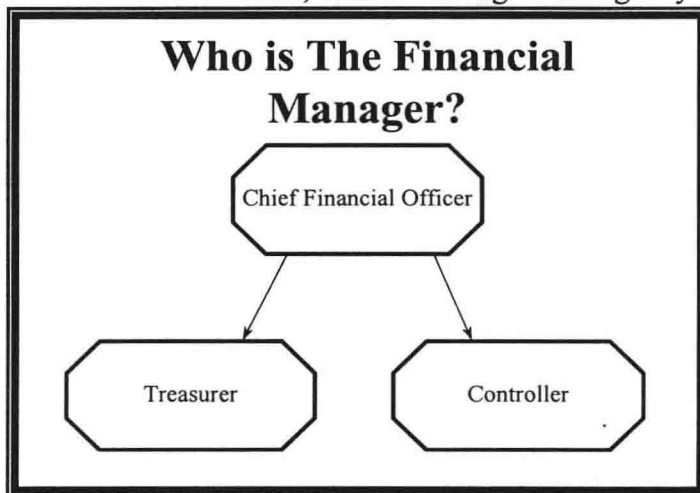 Who is The Financial
Manager?
Chief Financial Officer
Treasurer
Controller